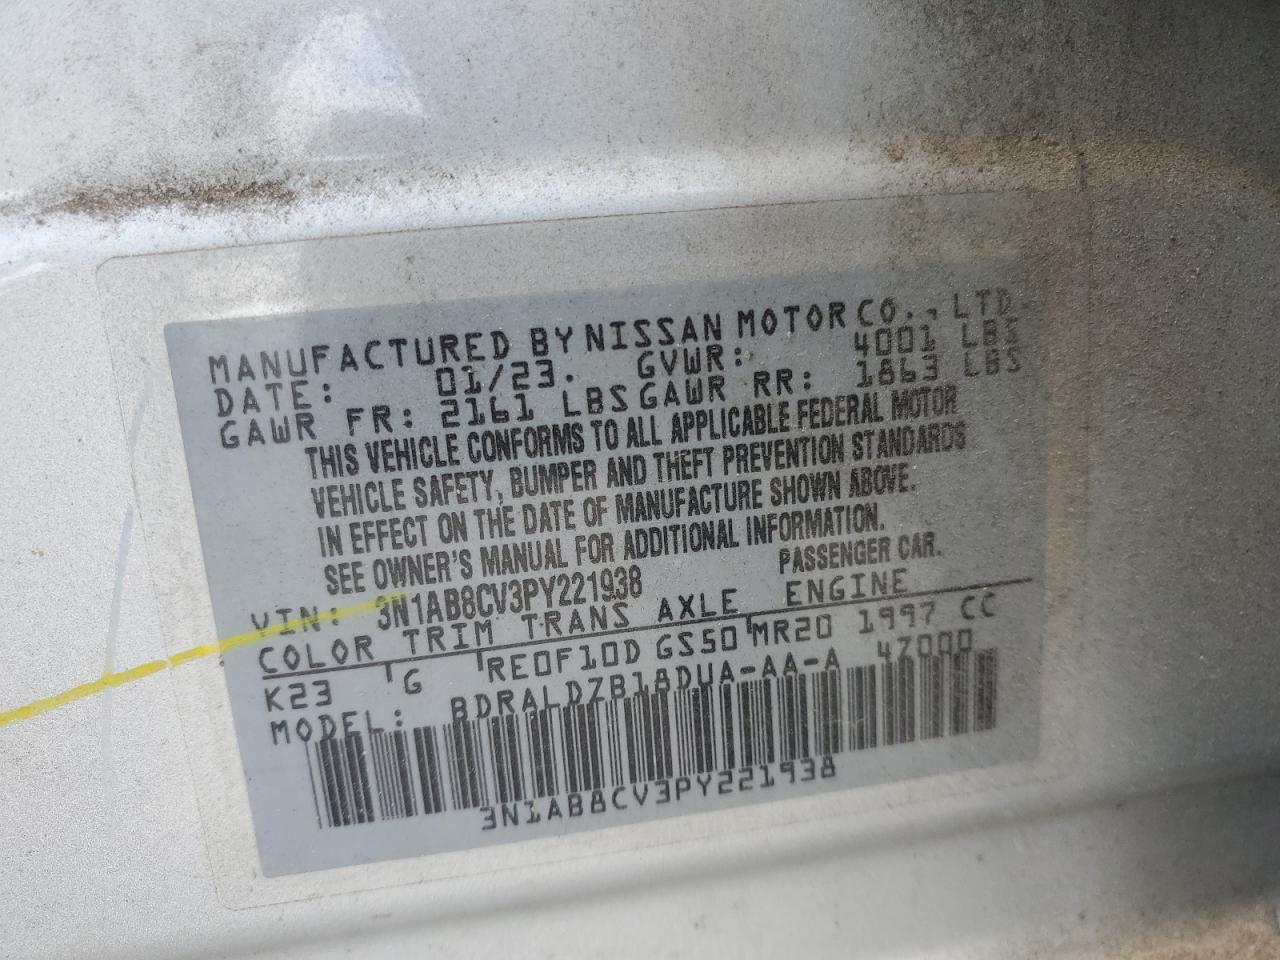 MANUFACTURED BY NISSAN MOTOR CO., LTD.
DATE: 01/23. GVWR: 4001 LBS
GAWR FR: 2161 LBS GAWR RR: 1863 LBS
THIS VEHICLE CONFORMS TO ALL APPLICABLE FEDERAL MOTOR
VEHICLE SAFETY, BUMPER AND THEFT PREVENTION STANDARDS
IN EFFECT ON THE DATE OF MANUFACTURE SHOWN ABOVE.
SEE OWNER'S MANUAL FOR ADDITIONAL INFORMATION.
VIN: 3N1AB8CV3PY221938 PASSENGER CAR.
COLOR TRIM TRANS AXLE ENGINE
K23 G RE0F10D GS50 MR20 1997 CC
MODEL: BDRALDZB18DUA-AA-A 47000
3N1AB8CV3PY221938